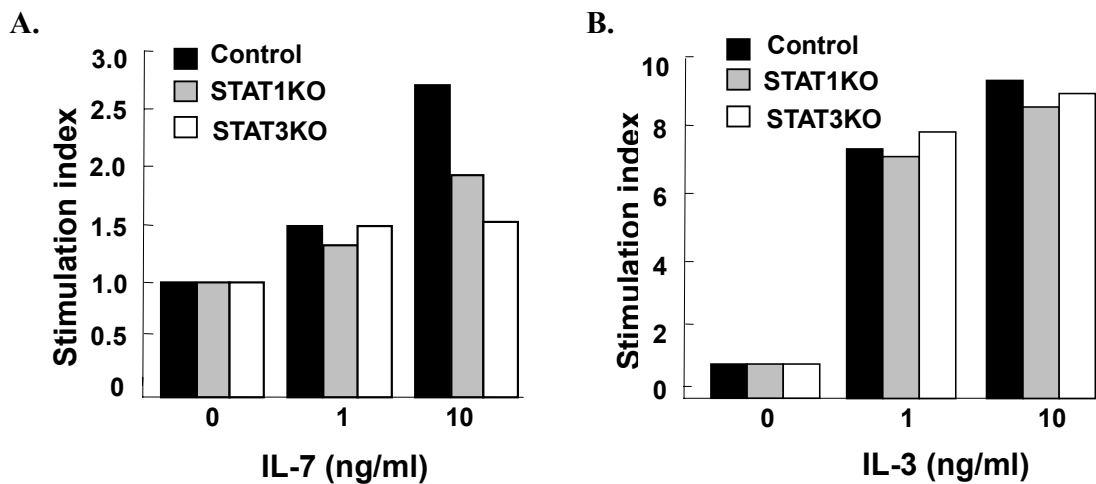 A.
Stimulation index
3.0
2.5
2.0
1.5
1.0
0.5
0
Control
STAT1KO
STAT3KO
0 1 10
IL-7 (ng/ml)
B.
Stimulation index
10
8
6
4
2
0
Control
STAT1KO
STAT3KO
0 1 10
IL-3 (ng/ml)